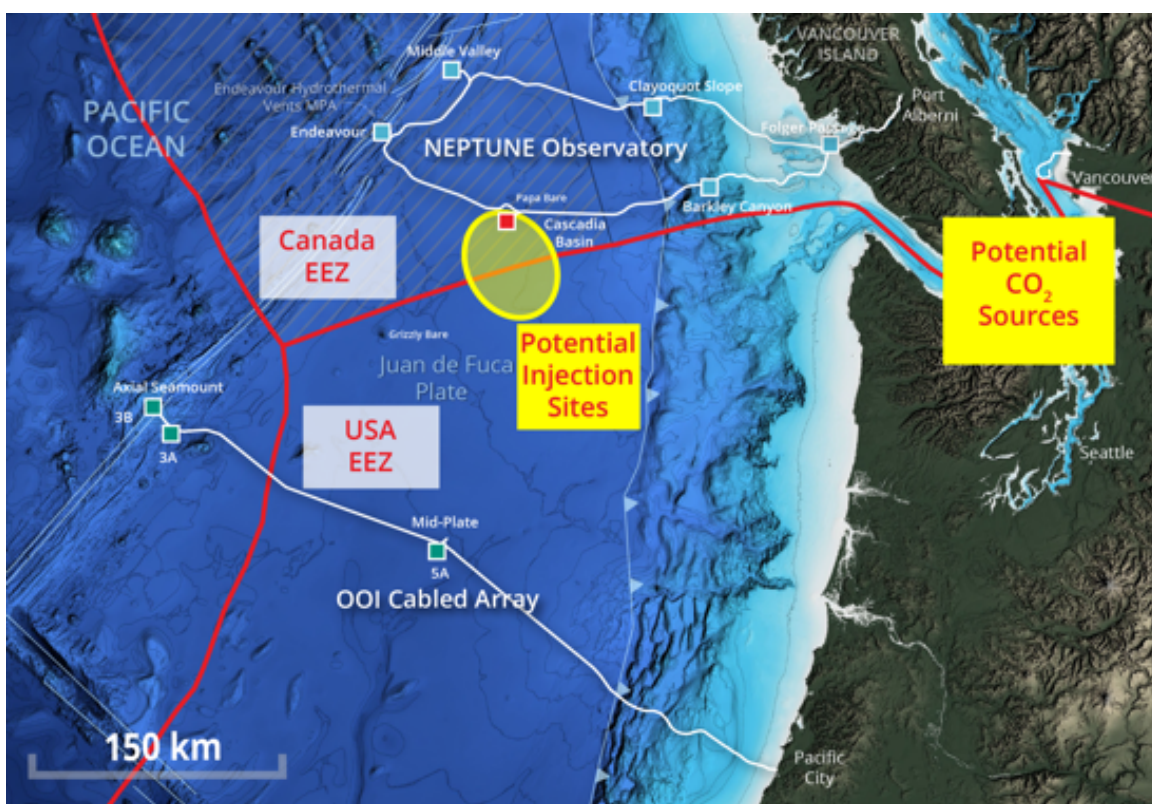 VANCOUVER
ISLAND
Middle Valley
Endeavour Hydrothermal
Vents MPA
Clayoquot Slope
PACIFIC
OCEAN
Port
Alberni
Endeavour
Folger Passage
NEPTUNE Observatory
Vancouver
Papa Bare
Barkley Canyon
Cascadia
Basin
Canada
EEZ
Potential
CO₂
Sources
Grizzly Bare
Potential
Injection
Sites
Juan de Fuca
Plate
Axial Seamount
3B
3A
USA
EEZ
Seattle
Mid-Plate
5A
OOI Cabled Array
150 km
Pacific
City